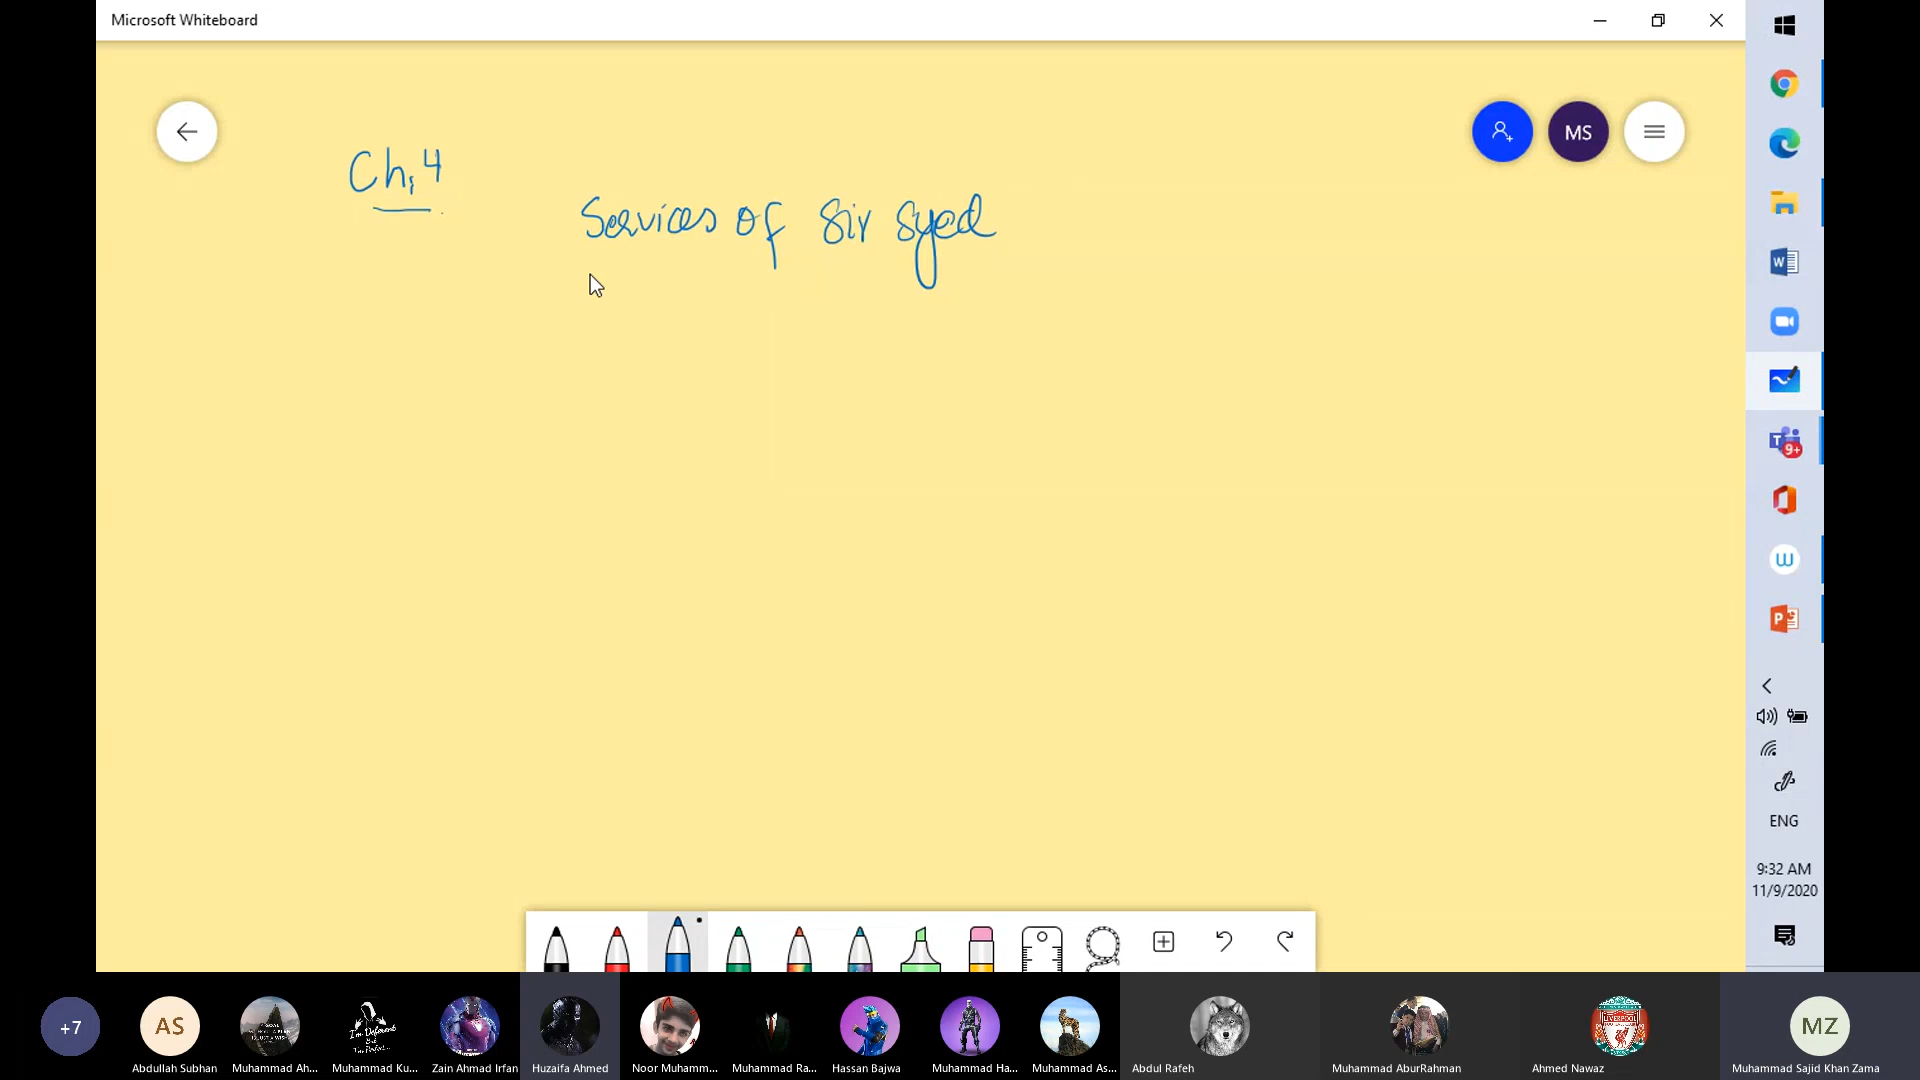 Microsoft Whiteboard
MS
Ch. 4
Services of Sir Syed
9+
ENG
9:32 AM
11/9/2020
+7
AS
MZ
Abdullah Subhan
Muhammad Ah...
Muhammad Ku...
Zain Ahmad Irfan
Huzaifa Ahmed
Noor Muhamm...
Muhammad Ra...
Hassan Bajwa
Muhammad Ha...
Muhammad As...
Abdul Rafeh
Muhammad AburRahman
Ahmed Nawaz
Muhammad Sajid Khan Zama